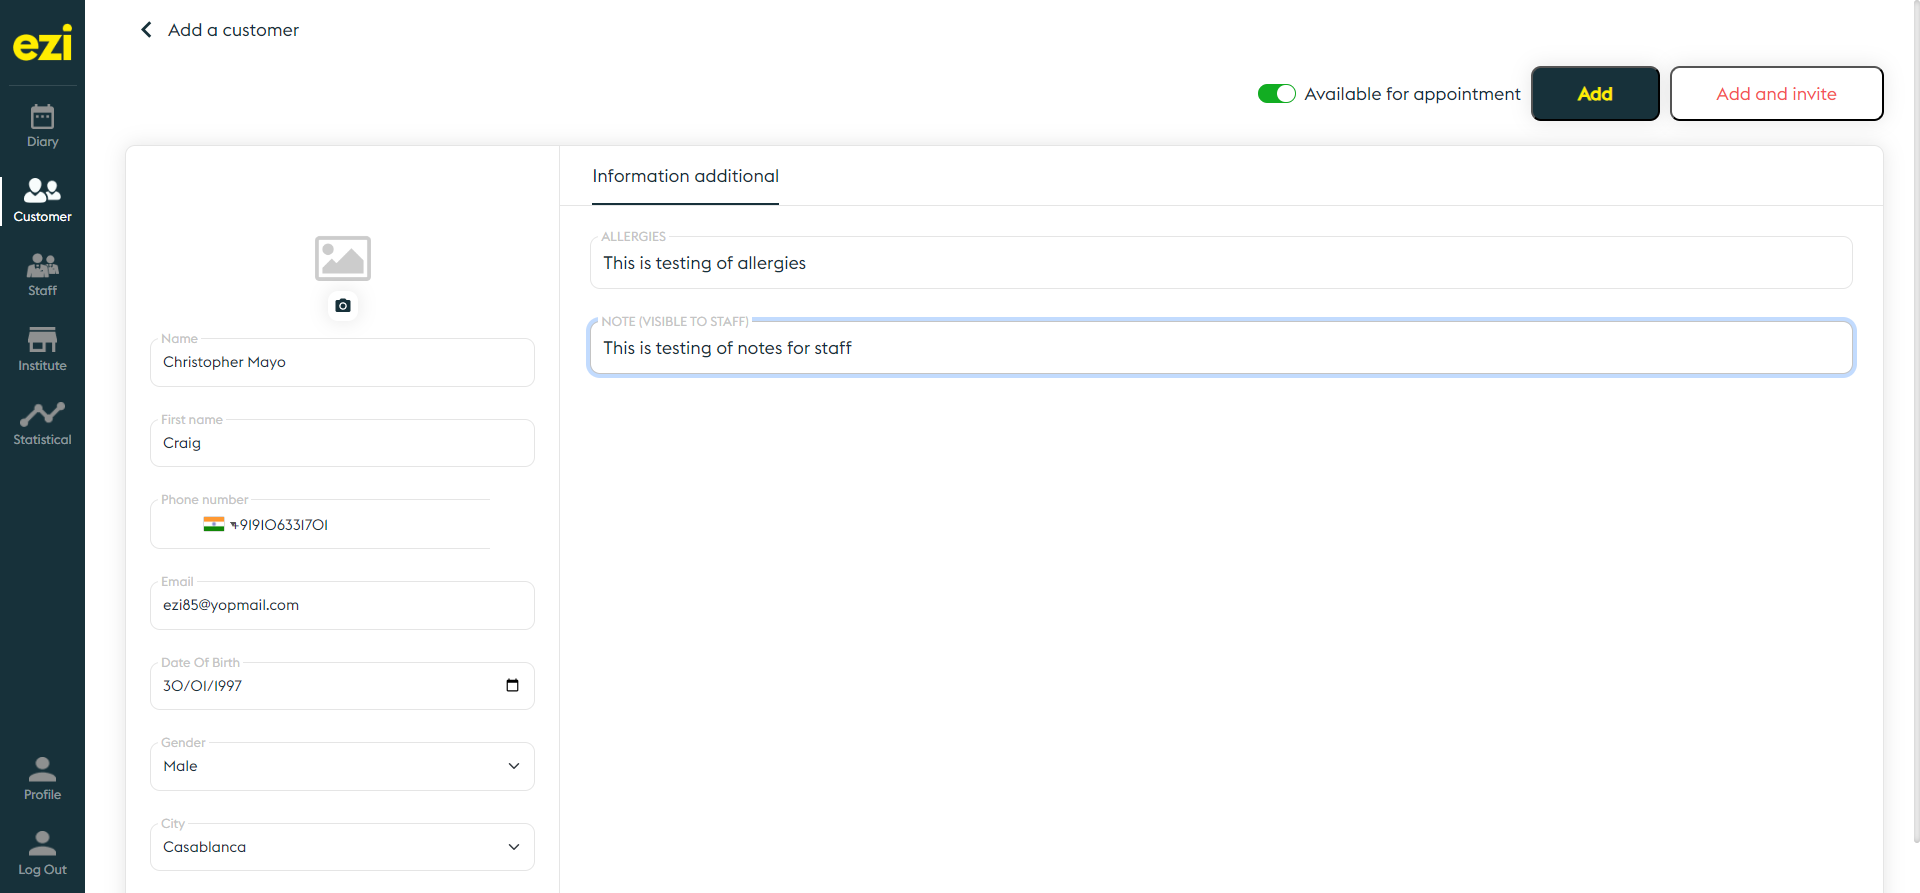 ezi
Diary
Customer
Staff
Institute
Statistical
Profile
Log Out
Add a customer
Available for appointment
Add
Add and invite
Name
Christopher Mayo
First name
Craig
Phone number
+919106331701
Email
ezi85@yopmail.com
Date Of Birth
30/01/1997
Gender
Male
City
Casablanca
Information additional
ALLERGIES
This is testing of allergies
NOTE (VISIBLE TO STAFF)
This is testing of notes for staff